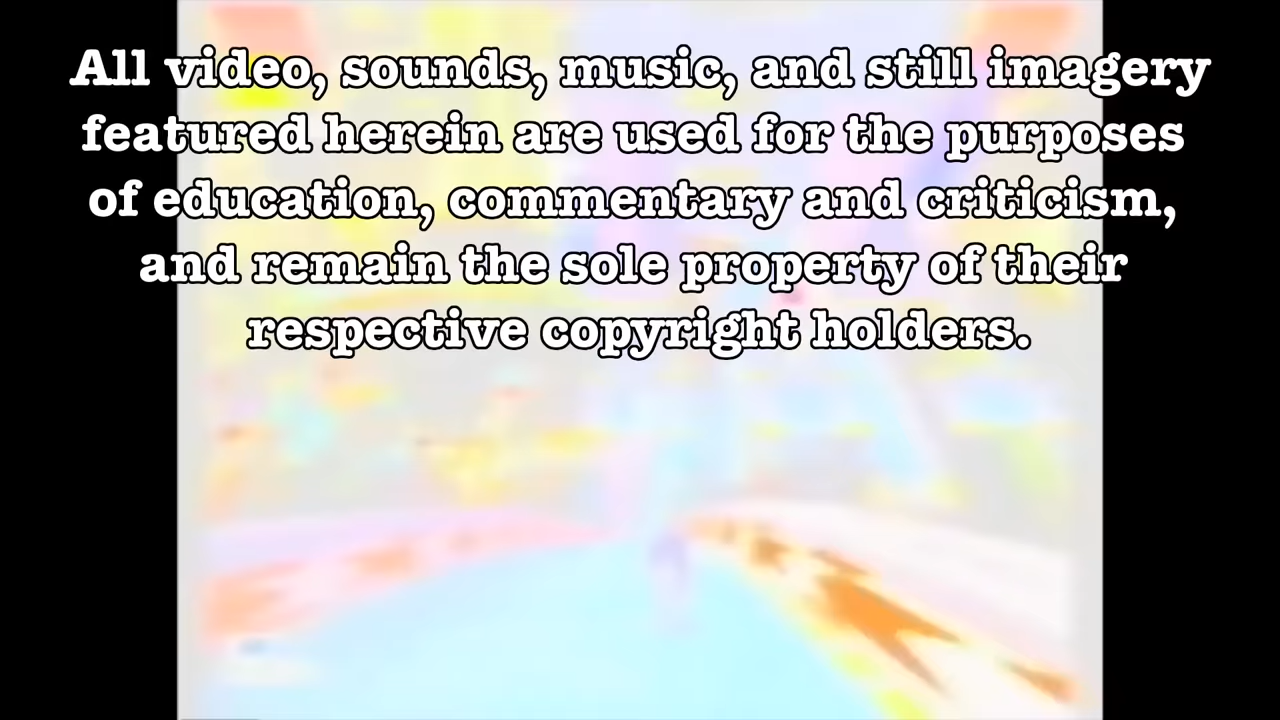 All video, sounds, music, and still imagery
featured herein are used for the purposes
of education, commentary and criticism,
and remain the sole property of their
respective copyright holders.